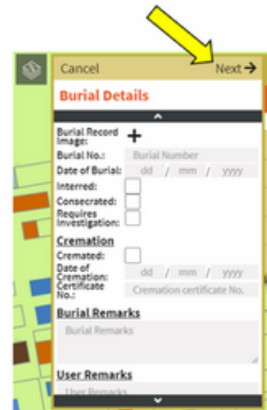 Cancel Next →
Burial Details
Burial Record Image: +
Burial No.: Burial Number
Date of Burial: dd / mm / yyyy
Interred:
Consecrated:
Requires Investigation:
Cremation
Cremated:
Date of Cremation: dd / mm / yyyy
Certificate No.: Cremation certificate No.
Burial Remarks
Burial Remarks
User Remarks
User Remarks